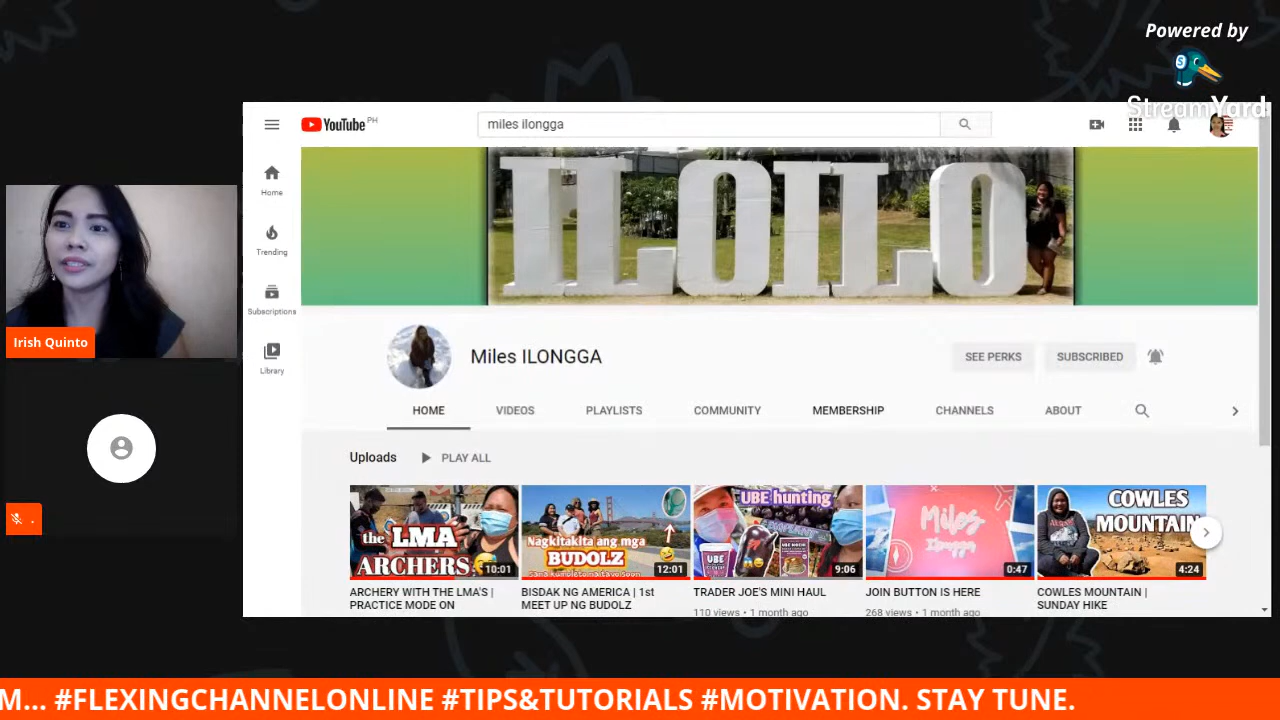 Powered by
StreamYard
YouTube PH
miles ilongga
Home
Trending
Subscriptions
Library
ILOILO
Irish Quinto
.
Miles ILONGGA
SEE PERKS
SUBSCRIBED
HOME VIDEOS PLAYLISTS COMMUNITY MEMBERSHIP CHANNELS ABOUT
Uploads PLAY ALL
the LMA
ARCHERS
10:01
ARCHERY WITH THE LMA'S |
PRACTICE MODE ON
Nagkitakita ang mga
BUDOLZ
12:01
BISDAK NG AMERICA | 1st
MEET UP NG BUDOLZ
UBE hunting
UBE
9:06
TRADER JOE'S MINI HAUL
110 views • 1 month ago
Miles
Ilongga
0:47
JOIN BUTTON IS HERE
268 views • 1 month ago
COWLES
MOUNTAIN
4:24
COWLES MOUNTAIN |
SUNDAY HIKE
M... #FLEXINGCHANNELONLINE #TIPS&TUTORIALS #MOTIVATION. STAY TUNE.